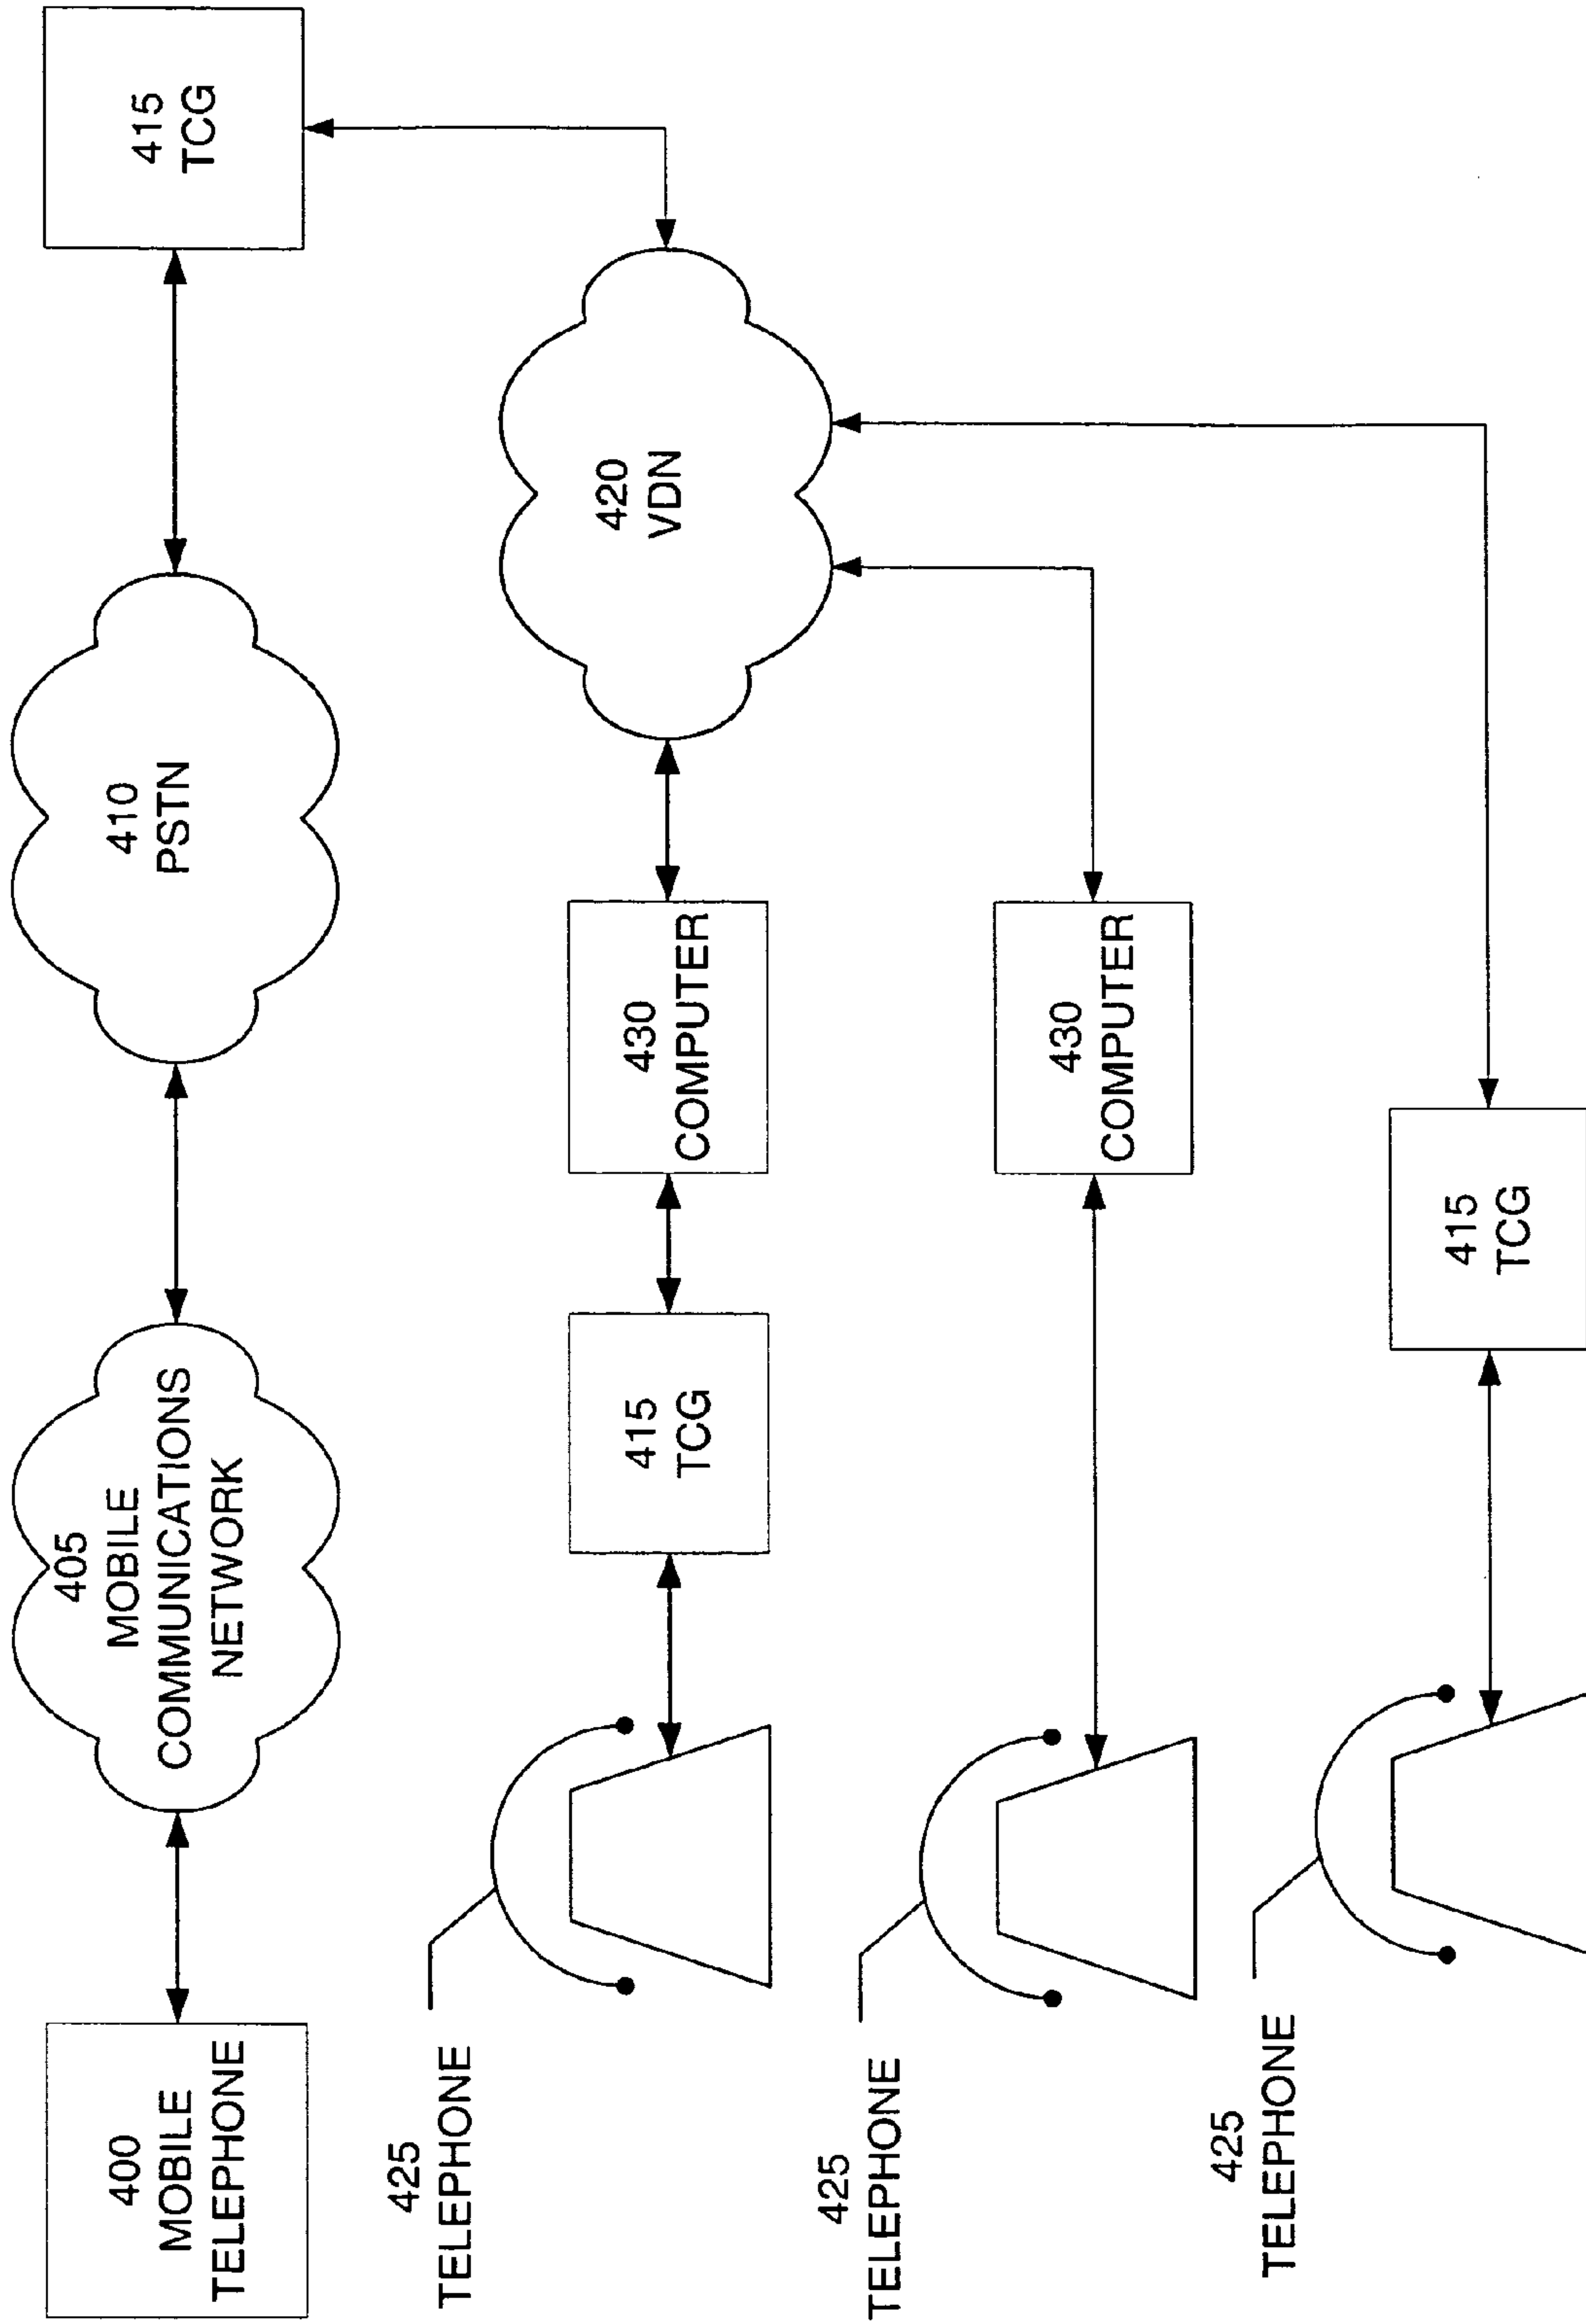 400
MOBILE
TELEPHONE
405
MOBILE
COMMUNICATIONS
NETWORK
410
PSTN
415
TCG
425
TELEPHONE
415
TCG
430
COMPUTER
420
VDN
425
TELEPHONE
430
COMPUTER
425
TELEPHONE
415
TCG